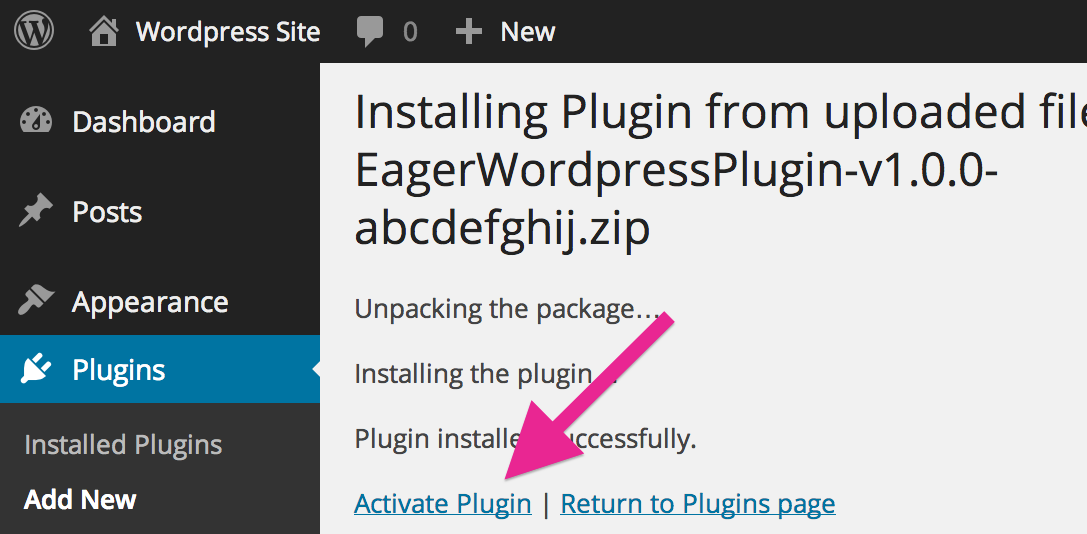 Wordpress Site 0 New
Dashboard
Posts
Appearance
Plugins
Installed Plugins
Add New
Installing Plugin from uploaded file
EagerWordpressPlugin-v1.0.0-
abcdefghij.zip
Unpacking the package…
Installing the plugin…
Plugin installed successfully.
Activate Plugin | Return to Plugins page